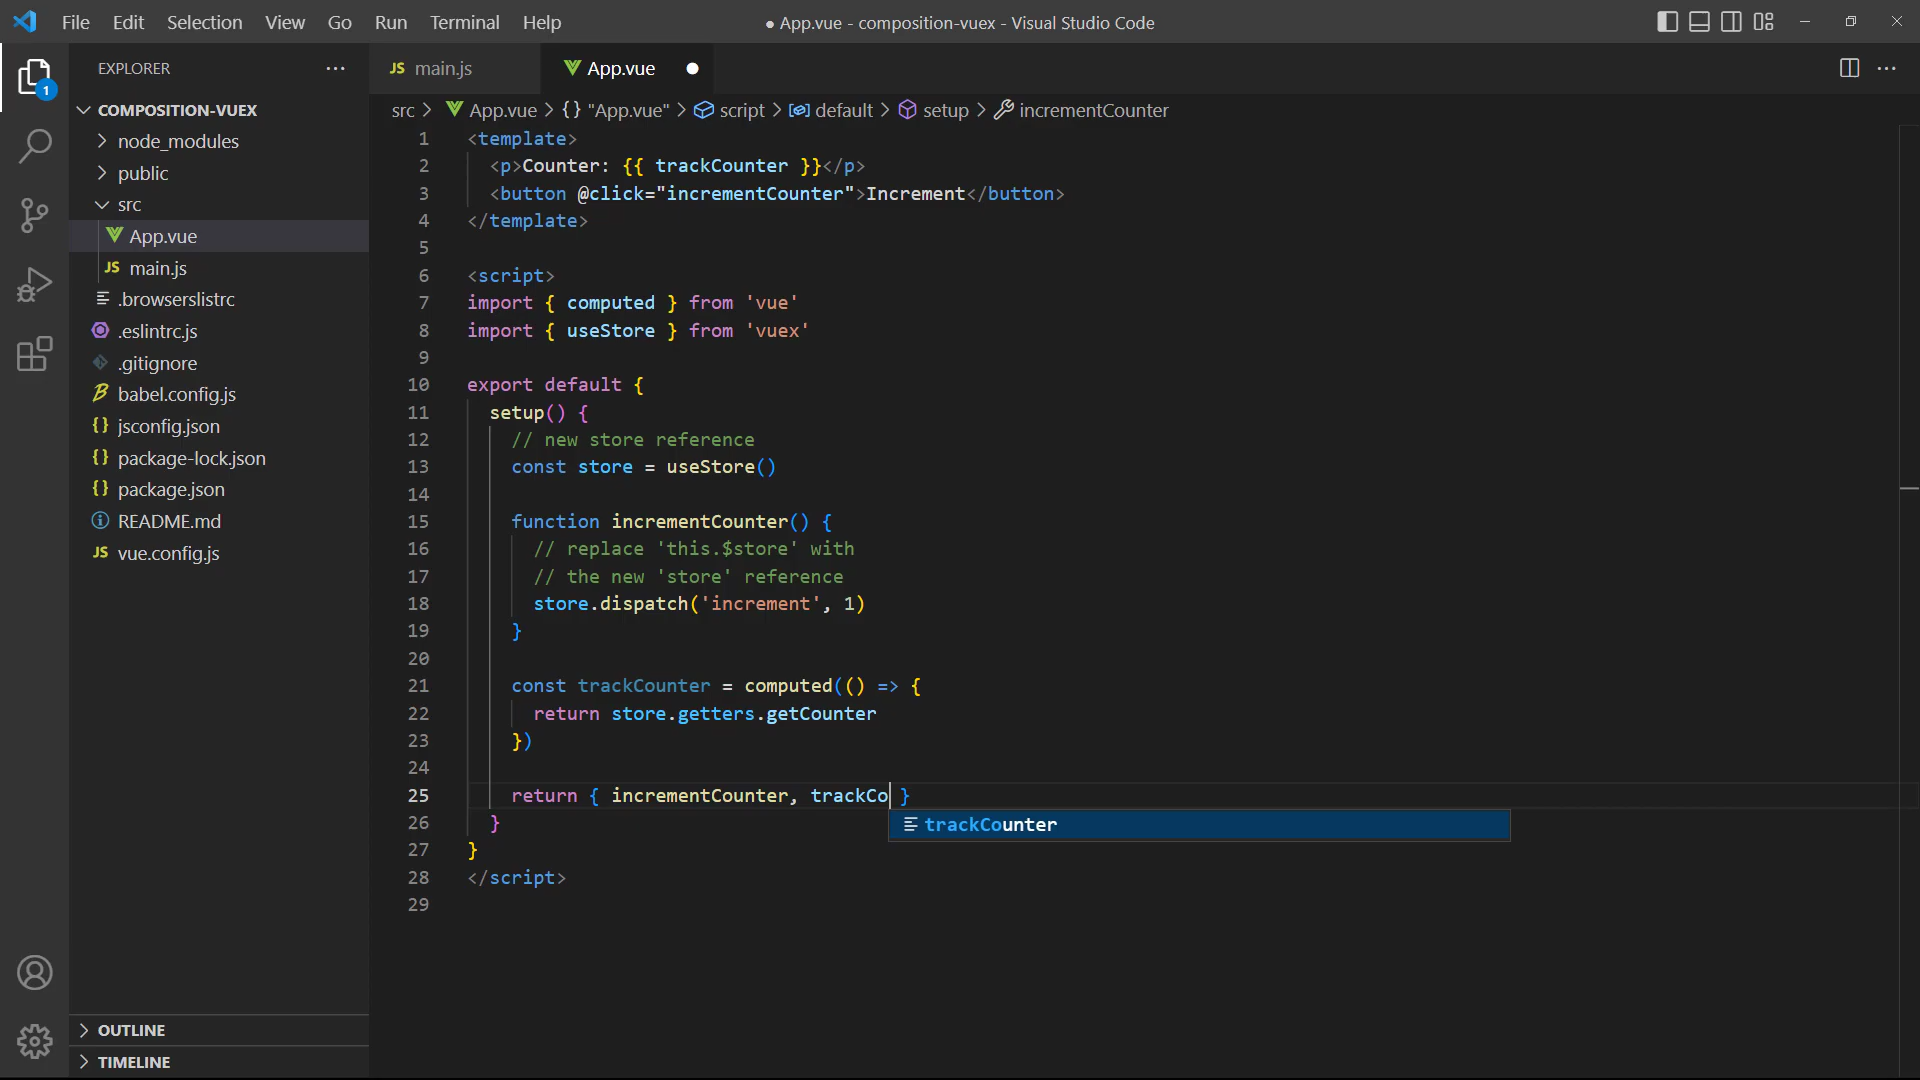 File Edit Selection View Go Run Terminal Help
● App.vue - composition-vuex - Visual Studio Code
EXPLORER
1
COMPOSITION-VUEX
node_modules
public
src
App.vue
JS main.js
.browserslistrc
.eslintrc.js
.gitignore
babel.config.js
{} jsconfig.json
{} package-lock.json
{} package.json
README.md
JS vue.config.js
OUTLINE
TIMELINE
JS main.js
App.vue
src > App.vue > {} "App.vue" > script > default > setup > incrementCounter
1 <template>
2 <p>Counter: {{ trackCounter }}</p>
3 <button @click="incrementCounter">Increment</button>
4 </template>
5
6 <script>
7 import { computed } from 'vue'
8 import { useStore } from 'vuex'
9
10 export default {
11 setup() {
12 // new store reference
13 const store = useStore()
14
15 function incrementCounter() {
16 // replace 'this.$store' with
17 // the new 'store' reference
18 store.dispatch('increment', 1)
19 }
20
21 const trackCounter = computed(() => {
22 return store.getters.getCounter
23 })
24
25 return { incrementCounter, trackCo }
trackCounter
26 }
27 }
28 </script>
29